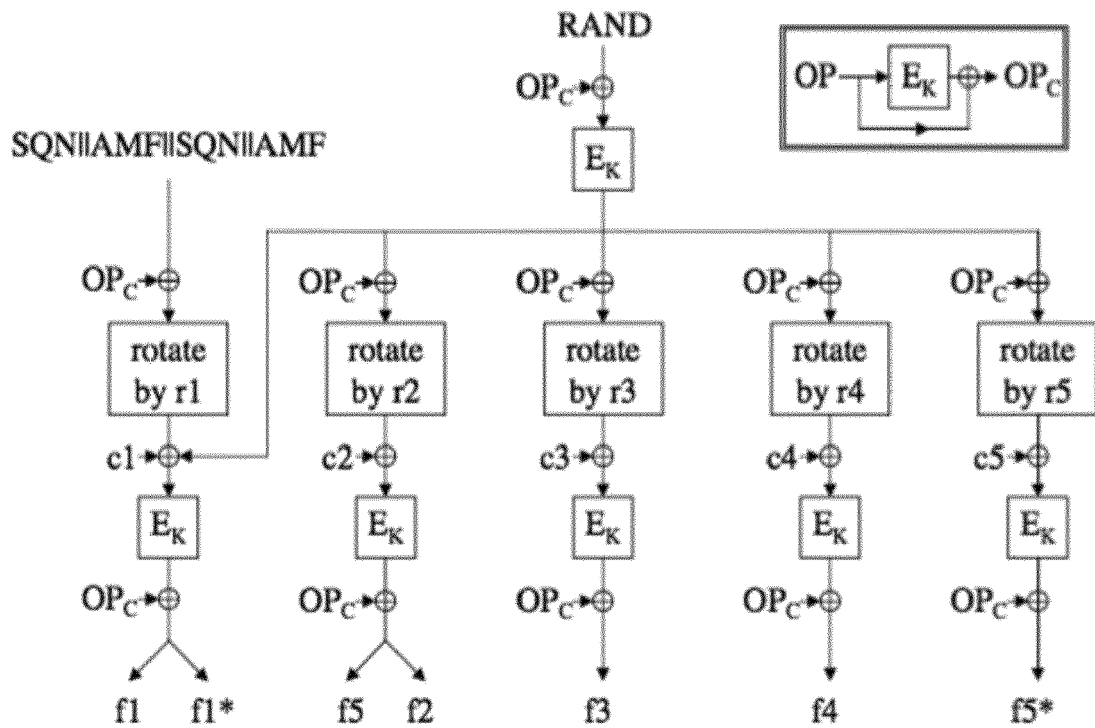 RAND
OP_C
E_K
OP
E_K
OP_C
SQN||AMF||SQN||AMF
OP_C
OP_C
OP_C
OP_C
OP_C
rotate
by r1
rotate
by r2
rotate
by r3
rotate
by r4
rotate
by r5
c1
c2
c3
c4
c5
E_K
E_K
E_K
E_K
E_K
OP_C
OP_C
OP_C
OP_C
OP_C
f1
f1*
f5
f2
f3
f4
f5*